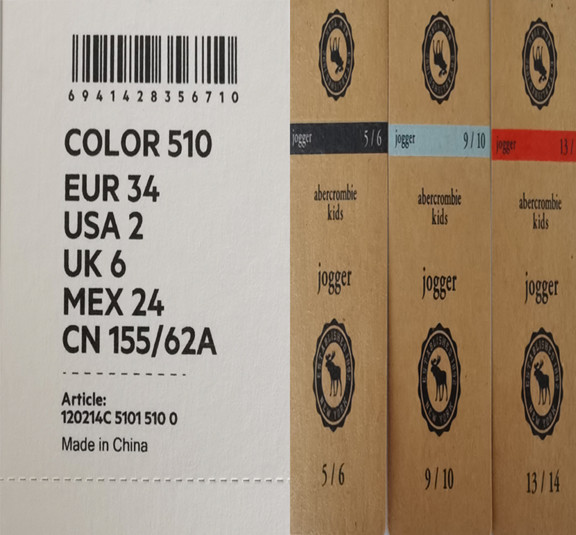 6941428356710
COLOR 510
EUR 34
USA 2
UK 6
MEX 24
CN 155/62A
Article:
120214C 5101 510 0
Made in China
jogger 5/6
abercrombie
kids
jogger
5/6
jogger 9/10
abercrombie
kids
jogger
9/10
jogger 13/
abercrombie
kids
jogger
13/14